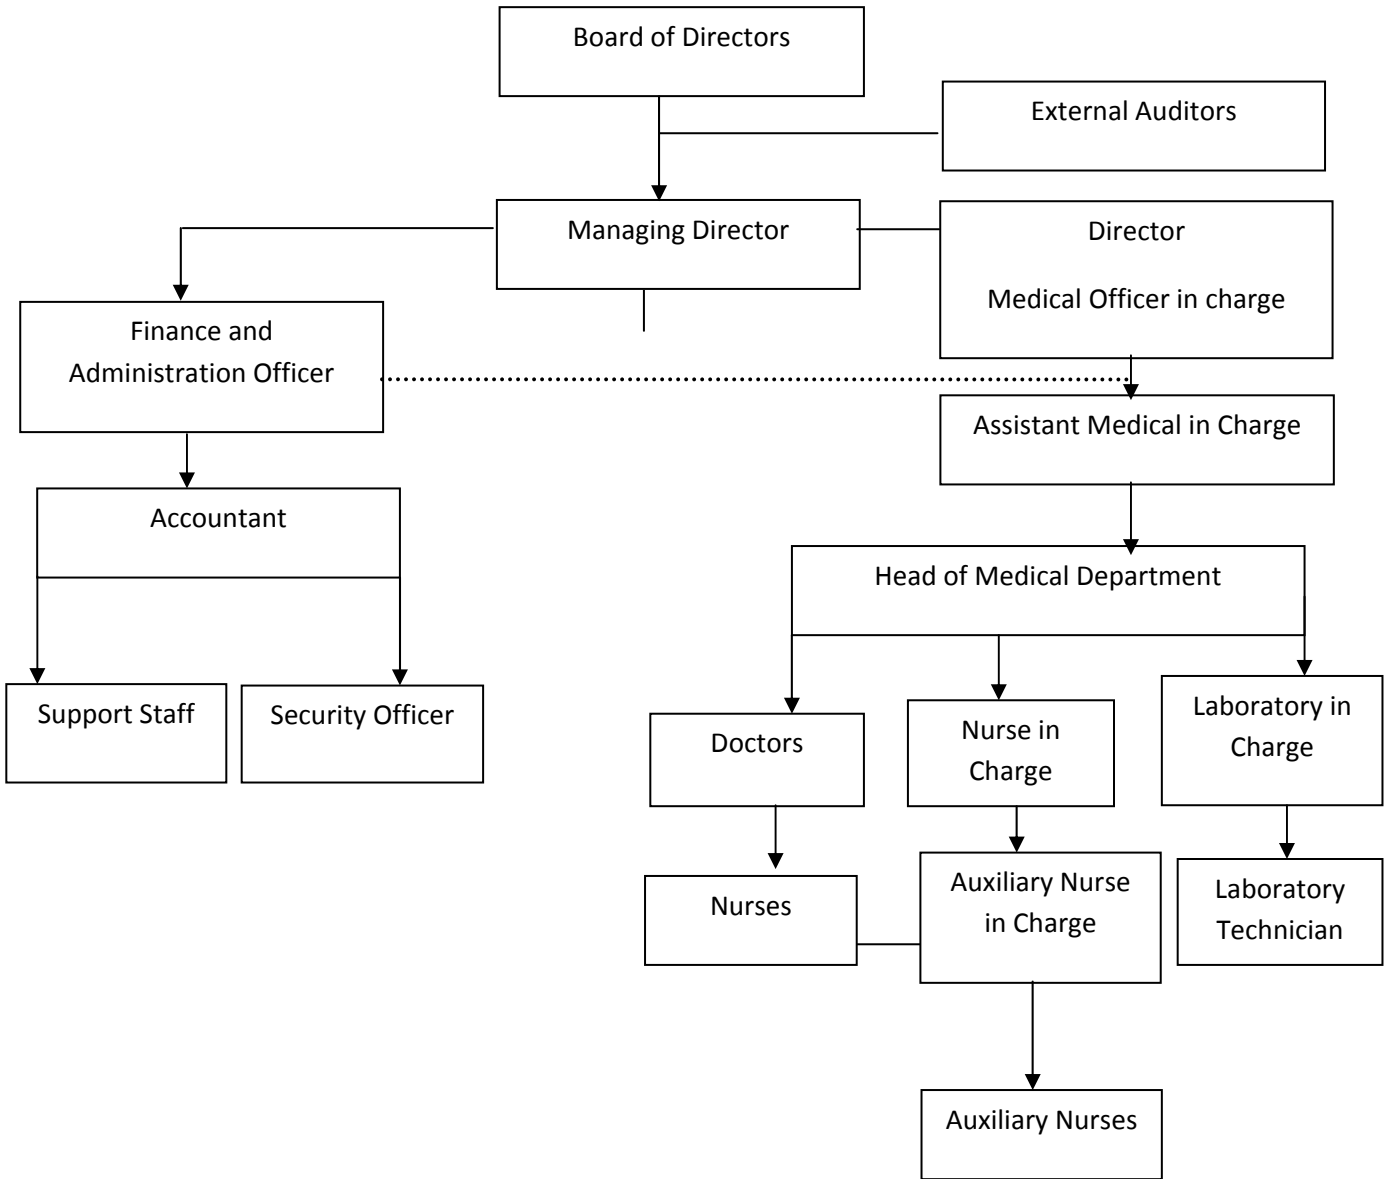 Board of Directors
External Auditors
Managing Director
Director
Medical Officer in charge
Finance and
Administration Officer
Assistant Medical in Charge
Accountant
Head of Medical Department
Support Staff
Security Officer
Doctors
Nurse in
Charge
Laboratory in
Charge
Nurses
Auxiliary Nurse
in Charge
Laboratory
Technician
Auxiliary Nurses